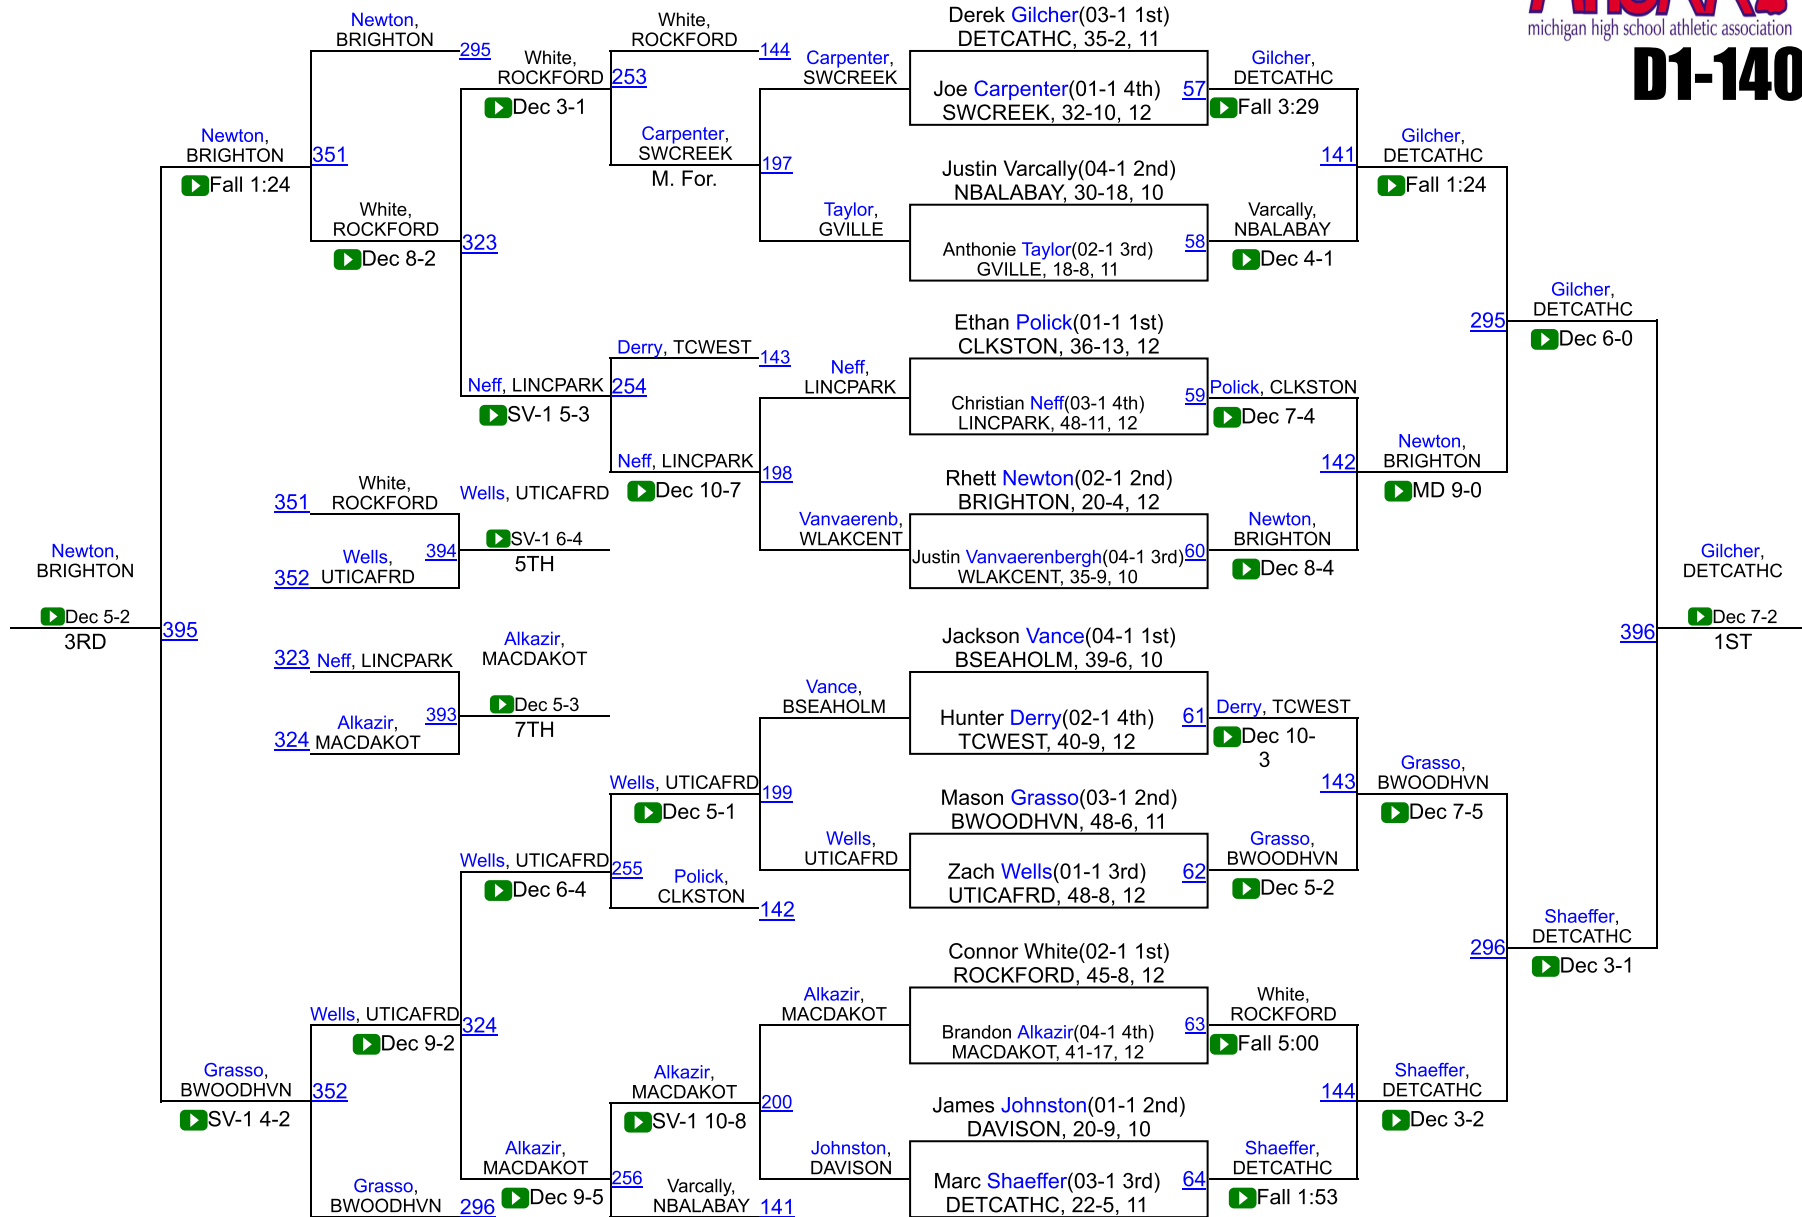 michigan high school athletic association
D1-140
Newton,
BRIGHTON
295
White,
ROCKFORD
253
Dec 3-1
White,
ROCKFORD
144
Carpenter,
SWCREEK
Derek Gilcher(03-1 1st)
DETCATHC, 35-2, 11
Joe Carpenter(01-1 4th)
SWCREEK, 32-10, 12
57
Gilcher,
DETCATHC
Fall 3:29
Newton,
BRIGHTON
351
Fall 1:24
Carpenter,
SWCREEK
M. For.
197
Justin Varcally(04-1 2nd)
NBALABAY, 30-18, 10
141
Gilcher,
DETCATHC
Fall 1:24
White,
ROCKFORD
323
Dec 8-2
Taylor,
GVILLE
Anthonie Taylor(02-1 3rd)
GVILLE, 18-8, 11
58
Varcally,
NBALABAY
Dec 4-1
Ethan Polick(01-1 1st)
CLKSTON, 36-13, 12
295
Gilcher,
DETCATHC
Dec 6-0
Derry, TCWEST
143
Neff, LINCPARK
254
SV-1 5-3
Neff,
LINCPARK
Christian Neff(03-1 4th)
LINCPARK, 48-11, 12
59
Polick, CLKSTON
Dec 7-4
Neff, LINCPARK
198
Dec 10-7
Rhett Newton(02-1 2nd)
BRIGHTON, 20-4, 12
142
Newton,
BRIGHTON
MD 9-0
351
White,
ROCKFORD
Wells, UTICAFRD
394
SV-1 6-4
5TH
352
Wells,
UTICAFRD
Vanvaerenb,
WLAKCENT
Justin Vanvaerenbergh(04-1 3rd)
WLAKCENT, 35-9, 10
60
Newton,
BRIGHTON
Dec 8-4
Newton,
BRIGHTON
Dec 5-2
3RD
395
Gilcher,
DETCATHC
396
Dec 7-2
1ST
323
Neff, LINCPARK
Alkazir,
MACDAKOT
393
Dec 5-3
7TH
324
Alkazir,
MACDAKOT
Jackson Vance(04-1 1st)
BSEAHOLM, 39-6, 10
Vance,
BSEAHOLM
Hunter Derry(02-1 4th)
TCWEST, 40-9, 12
61
Derry, TCWEST
Dec 10-
3
Wells, UTICAFRD
199
Dec 5-1
Mason Grasso(03-1 2nd)
BWOODHVN, 48-6, 11
143
Grasso,
BWOODHVN
Dec 7-5
Wells, UTICAFRD
255
Dec 6-4
Polick,
CLKSTON
142
Wells,
UTICAFRD
Zach Wells(01-1 3rd)
UTICAFRD, 48-8, 12
62
Grasso,
BWOODHVN
Dec 5-2
Connor White(02-1 1st)
ROCKFORD, 45-8, 12
296
Shaeffer,
DETCATHC
Dec 3-1
Wells, UTICAFRD
324
Dec 9-2
Alkazir,
MACDAKOT
Brandon Alkazir(04-1 4th)
MACDAKOT, 41-17, 12
63
White,
ROCKFORD
Fall 5:00
Grasso,
BWOODHVN
352
SV-1 4-2
Alkazir,
MACDAKOT
200
SV-1 10-8
James Johnston(01-1 2nd)
DAVISON, 20-9, 10
144
Shaeffer,
DETCATHC
Dec 3-2
Grasso,
BWOODHVN
296
Alkazir,
MACDAKOT
256
Dec 9-5
Varcally,
NBALABAY
141
Johnston,
DAVISON
Marc Shaeffer(03-1 3rd)
DETCATHC, 22-5, 11
64
Shaeffer,
DETCATHC
Fall 1:53